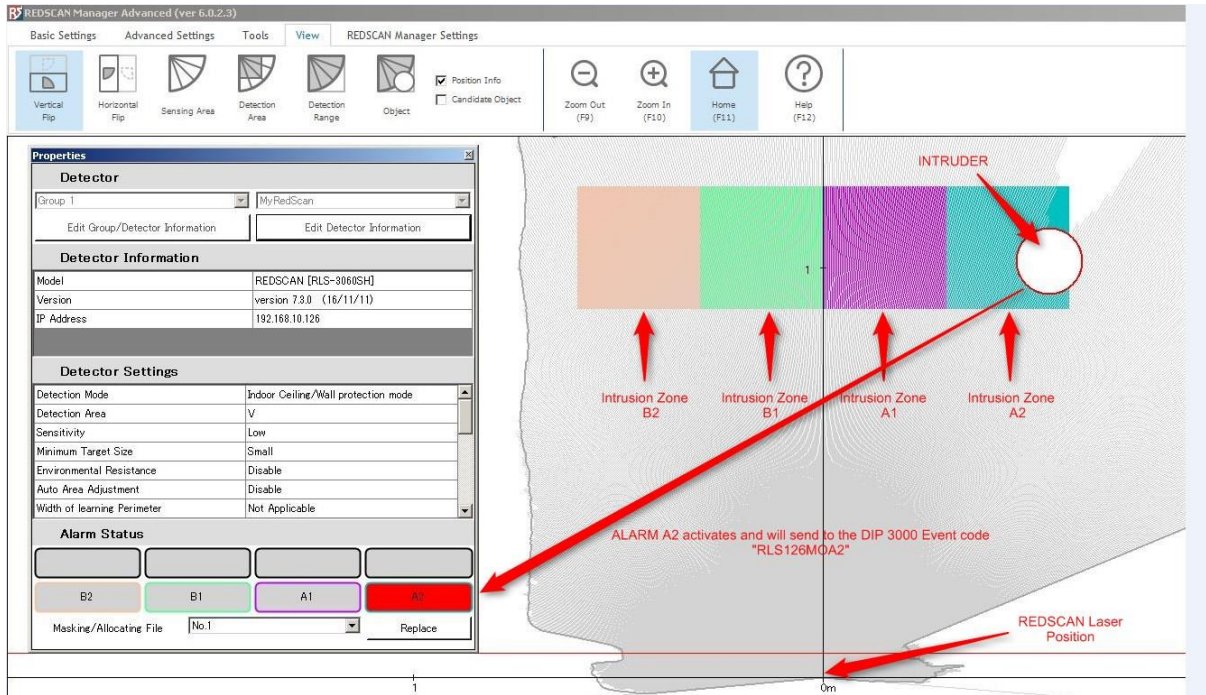 REDSCAN Manager Advanced (ver 6.0.2.3)
Basic Settings Advanced Settings Tools View REDSCAN Manager Settings
Vertical Flip
Horizontal Flip
Sensing Area
Detection Area
Detection Range
Object
Position Info
Candidate Object
Zoom Out (F9)
Zoom In (F10)
Home (F11)
Help (F12)
Properties
Detector
Group 1 MyRedScan
Edit Group/Detector Information Edit Detector Information
Detector Information
Model REDSCAN [RLS-3060SH]
Version version 7.3.0 (16/11/11)
IP Address 192.168.10.126
Detector Settings
Detection Mode Indoor Ceiling/Wall protection mode
Detection Area V
Sensitivity Low
Minimum Target Size Small
Environmental Resistance Disable
Auto Area Adjustment Disable
Width of learning Perimeter Not Applicable
Alarm Status
B2 B1 A1 A2
Masking/Allocating File No.1 Replace
INTRUDER
1
Intrusion Zone B2
Intrusion Zone B1
Intrusion Zone A1
Intrusion Zone A2
ALARM A2 activates and will send to the DIP 3000 Event code
"RLS126MOA2"
REDSCAN Laser
Position
1 0m